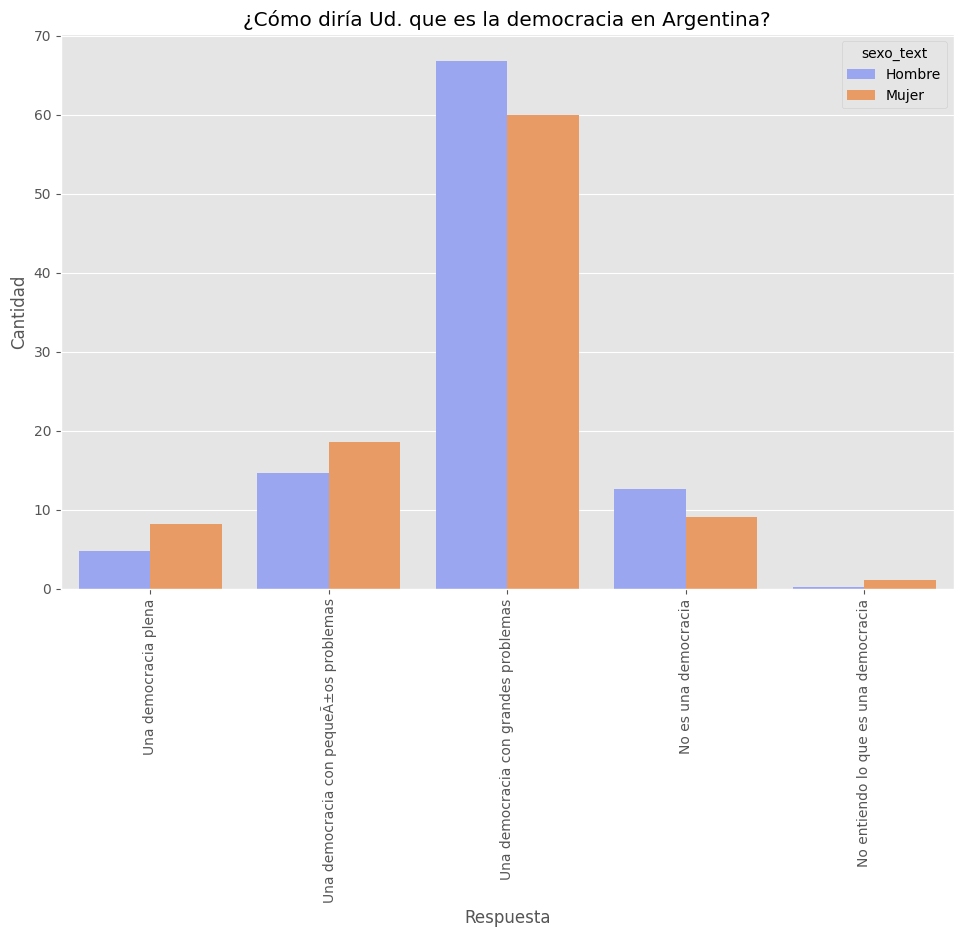 ¿Cómo diría Ud. que es la democracia en Argentina?
sexo_text
Hombre
Mujer
70
60
50
40
30
20
10
0
Cantidad
Una democracia plena
Una democracia con pequeÃ±os problemas
Una democracia con grandes problemas
No es una democracia
No entiendo lo que es una democracia
Respuesta